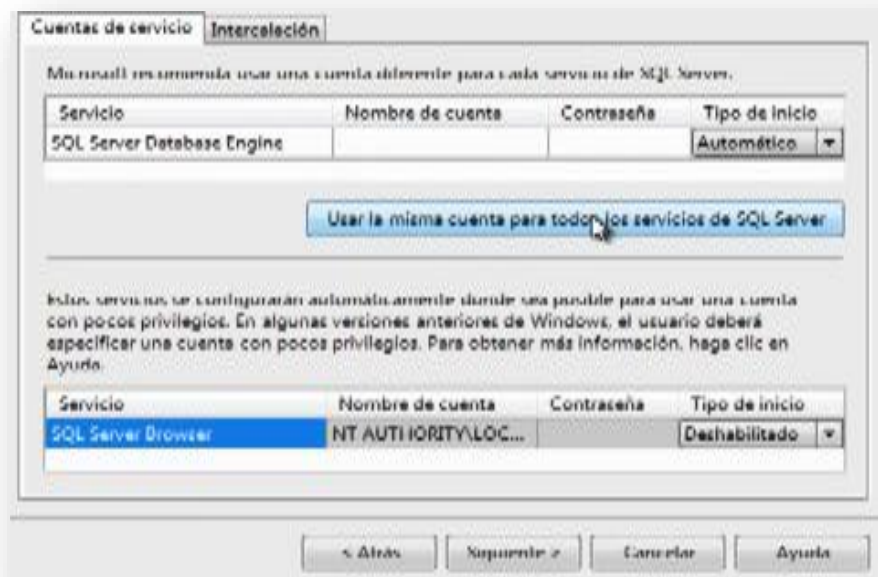 Cuentas de servicio Intercalación
Microsoft recomienda usar una cuenta diferente para cada servicio de SQL Server.
Servicio Nombre de cuenta Contraseña Tipo de inicio
SQL Server Database Engine Automático
Usar la misma cuenta para todos los servicios de SQL Server
Estos servicios se configurarán automáticamente donde sea posible para usar una cuenta
con pocos privilegios. En algunas versiones anteriores de Windows, el usuario deberá
especificar una cuenta con pocos privilegios. Para obtener más información, haga clic en
Ayuda.
Servicio Nombre de cuenta Contraseña Tipo de inicio
SQL Server Browser NT AUTHORITY\LOC... Deshabilitado
< Atrás Siguiente > Cancelar Ayuda